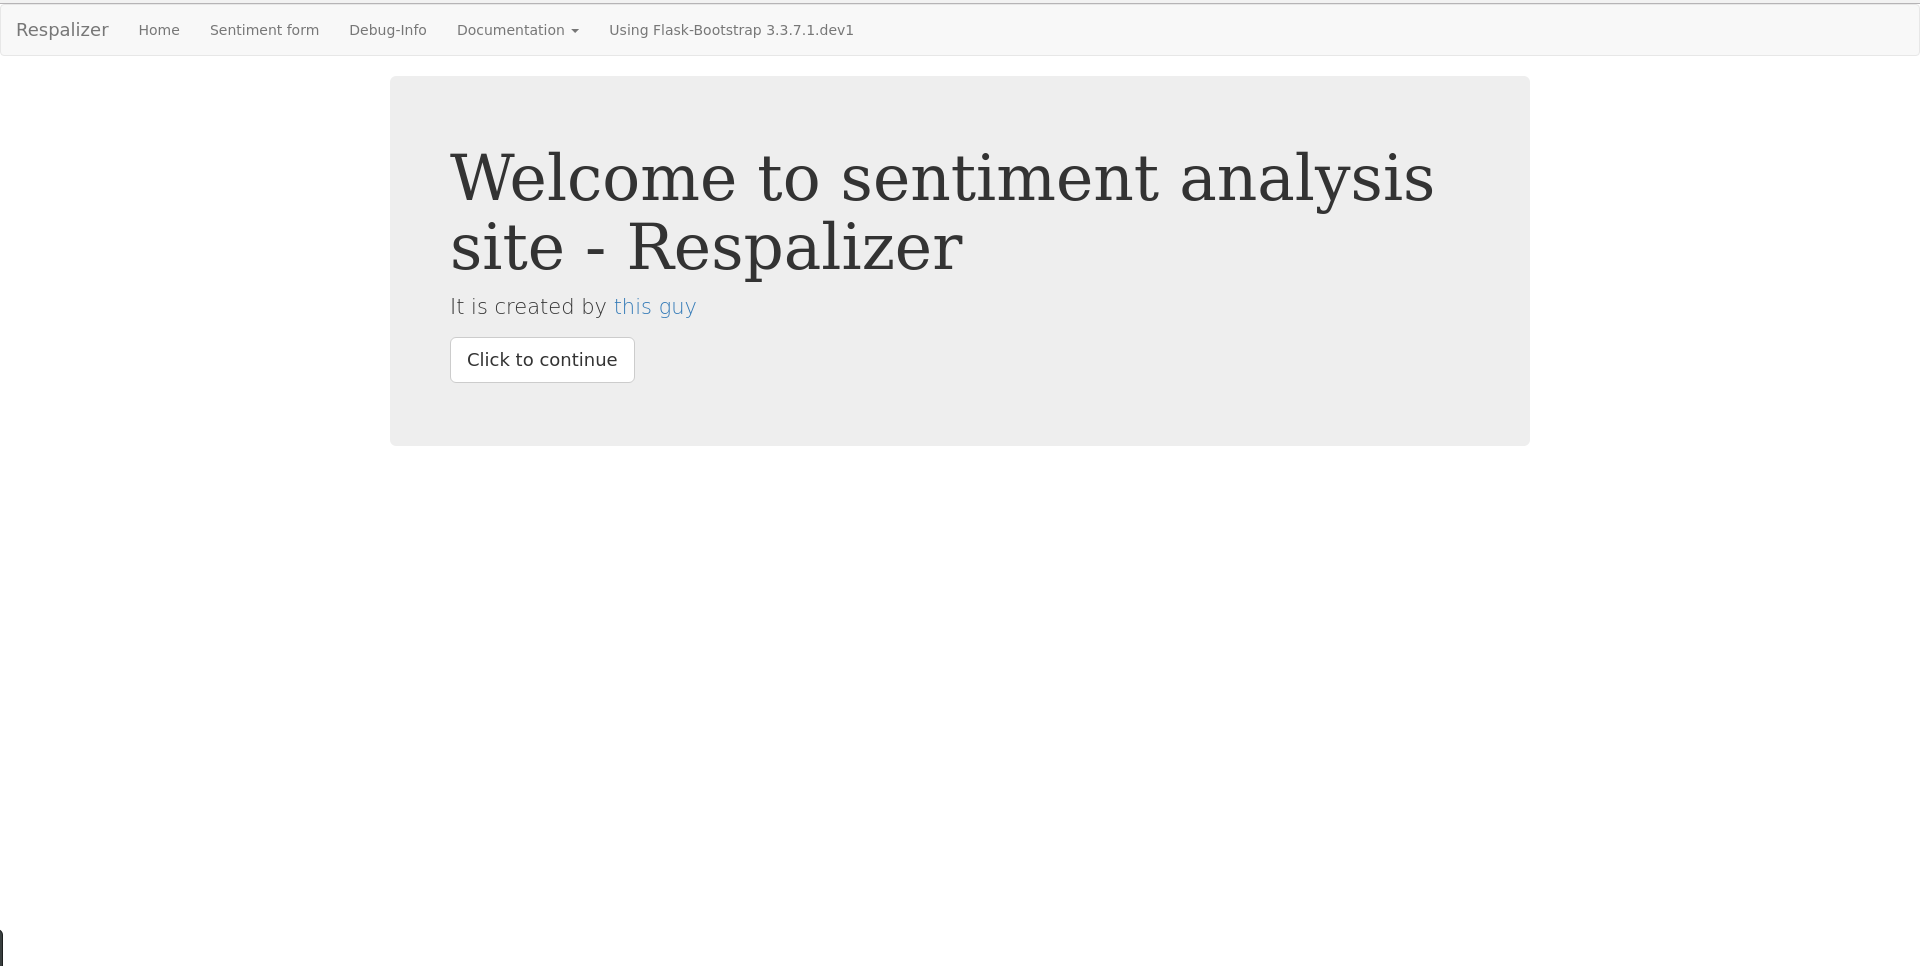 Respalizer Home Sentiment form Debug-Info Documentation Using Flask-Bootstrap 3.3.7.1.dev1
Welcome to sentiment analysis
site - Respalizer
It is created by this guy
Click to continue